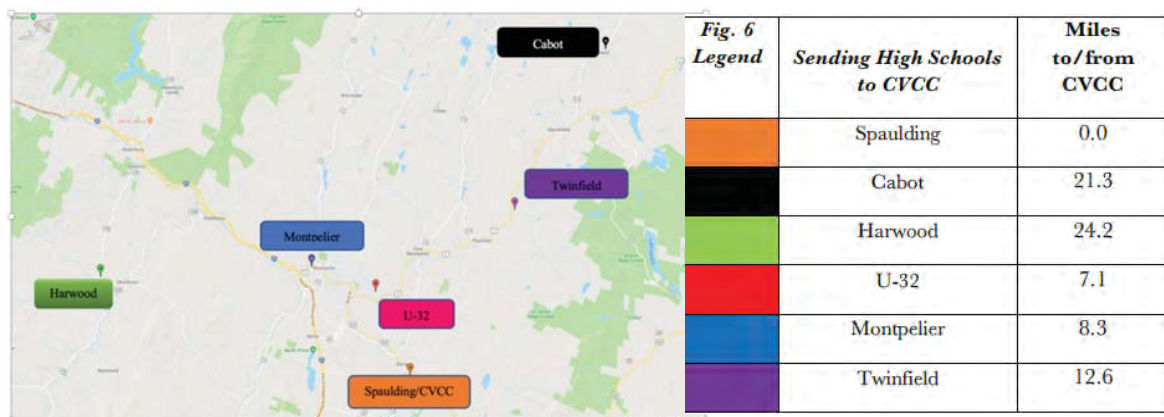 Cabot
Twinfield
Montpelier
Harwood
U-32
Spaulding/CVCC
Fig. 6
Legend
Sending High Schools
to CVCC
Miles
to/from
CVCC
Spaulding 0.0
Cabot 21.3
Harwood 24.2
U-32 7.1
Montpelier 8.3
Twinfield 12.6